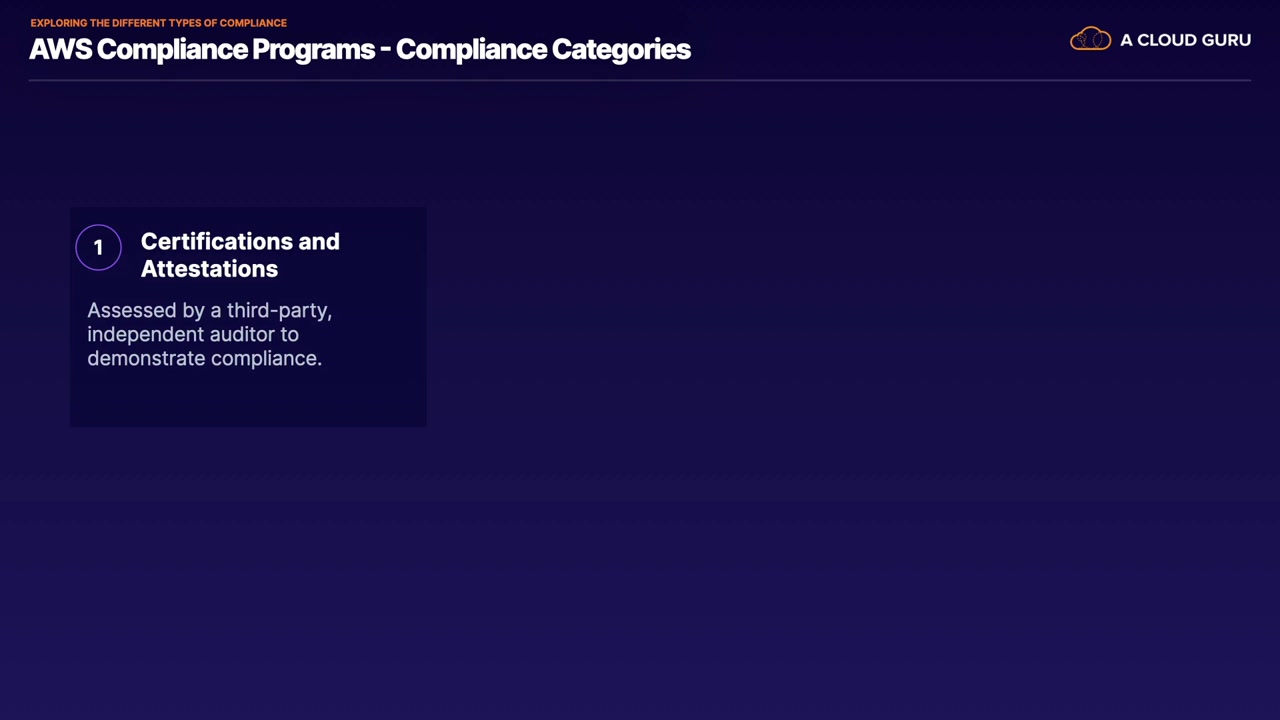 EXPLORING THE DIFFERENT TYPES OF COMPLIANCE
AWS Compliance Programs - Compliance Categories
A CLOUD GURU
1
Certifications and
Attestations
Assessed by a third-party,
independent auditor to
demonstrate compliance.